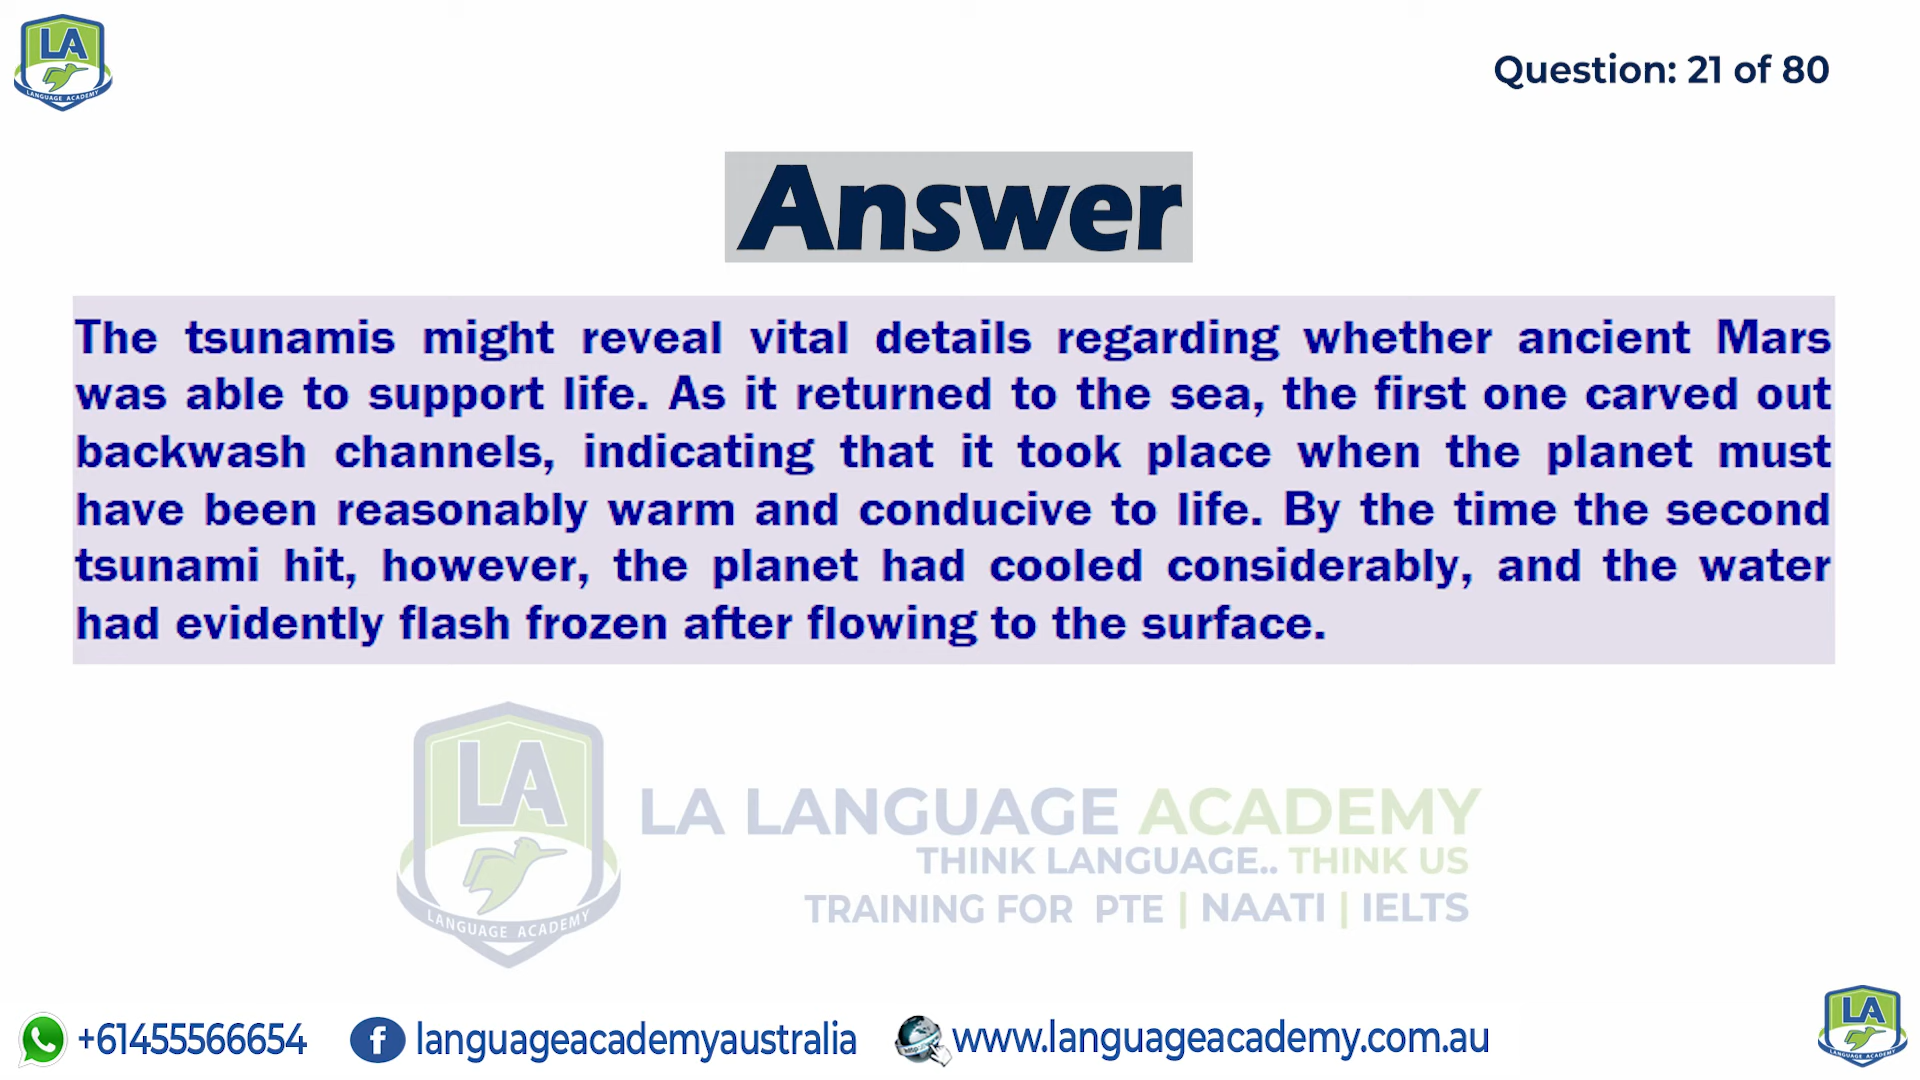 LA
LANGUAGE ACADEMY
Question: 21 of 80
Answer
The tsunamis might reveal vital details regarding whether ancient Mars
was able to support life. As it returned to the sea, the first one carved out
backwash channels, indicating that it took place when the planet must
have been reasonably warm and conducive to life. By the time the second
tsunami hit, however, the planet had cooled considerably, and the water
had evidently flash frozen after flowing to the surface.
LA
LANGUAGE ACADEMY
LA LANGUAGE ACADEMY
THINK LANGUAGE.. THINK US
TRAINING FOR PTE | NAATI | IELTS
+61455566654
f languageacademyaustralia
www.languageacademy.com.au
LA
LANGUAGE ACADEMY